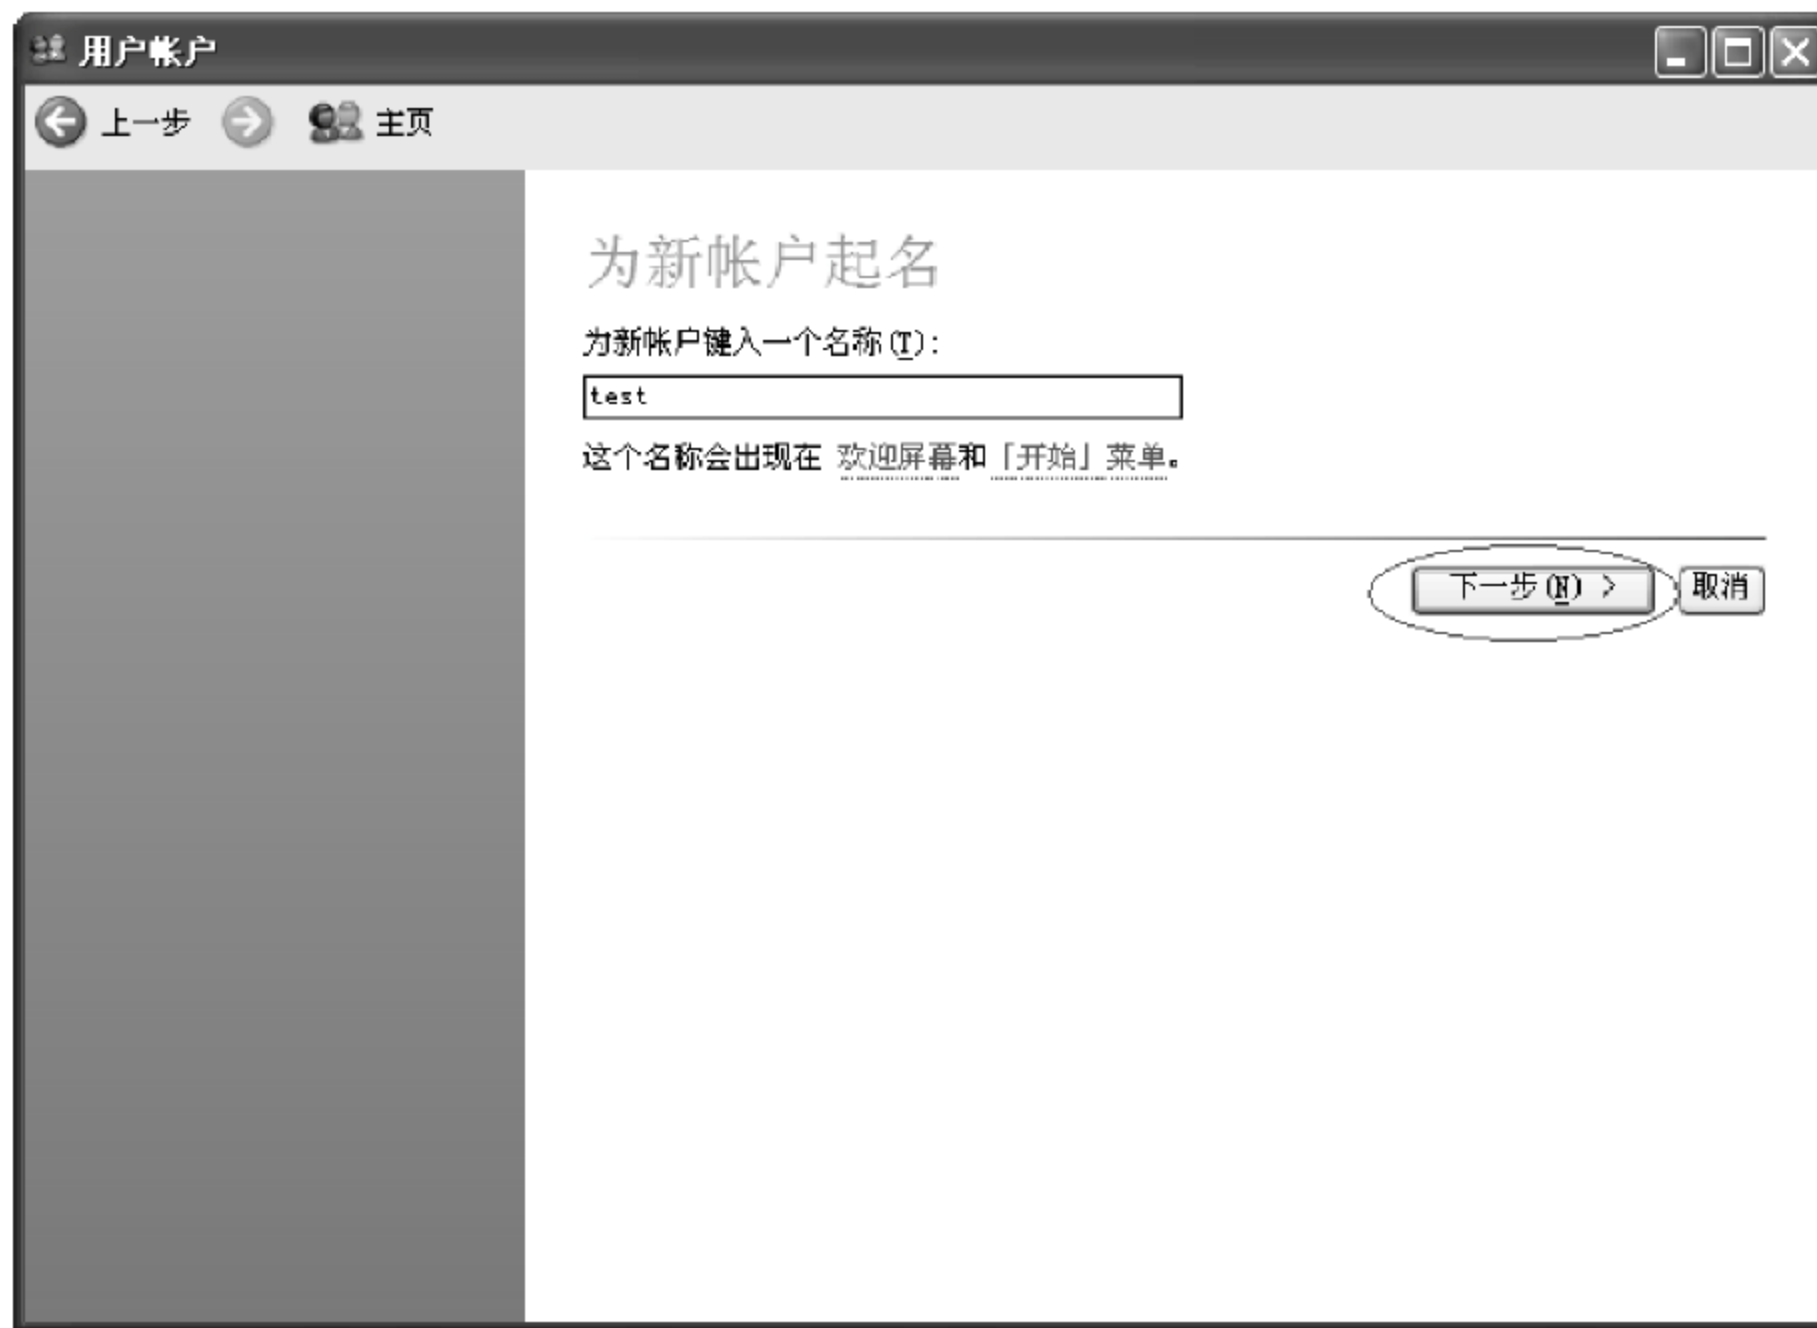 用户帐户
上一步 主页
为新帐户起名
为新帐户键入一个名称(T):
test
这个名称会出现在 欢迎屏幕和「开始」菜单。
下一步(N) > 取消